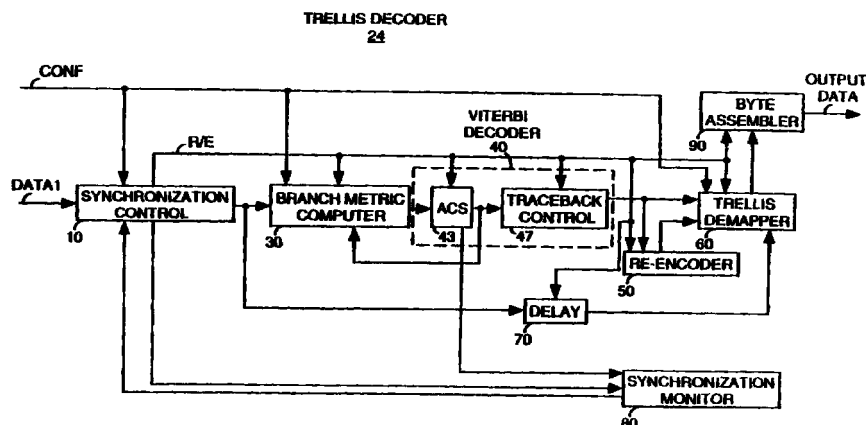 TRELLIS DECODER
24
CONF
OUTPUT
DATA
BYTE
ASSEMBLER
90
VITERBI
DECODER
40
R/E
DATA1
SYNCHRONIZATION
CONTROL
10
BRANCH METRIC
COMPUTER
30
ACS
43
TRACEBACK
CONTROL
47
TRELLIS
DEMAPPER
60
RE-ENCODER
50
DELAY
70
SYNCHRONIZATION
MONITOR
80